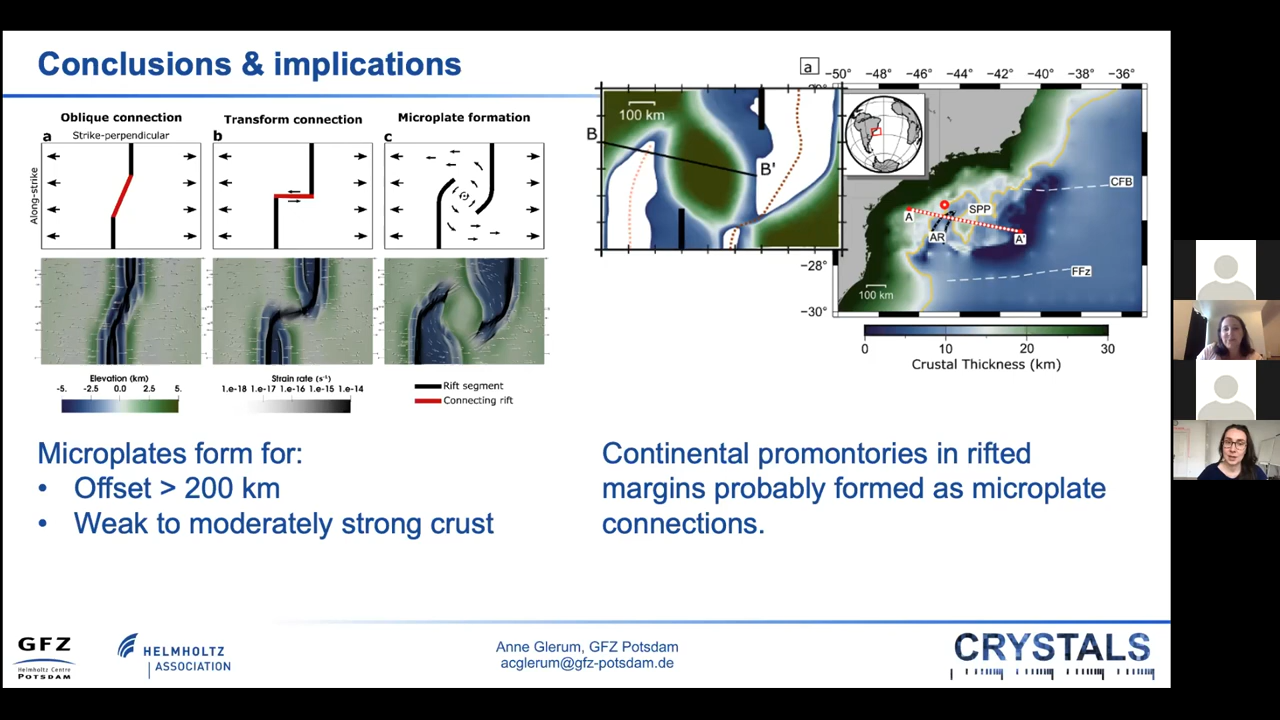 Conclusions & implications
Oblique connection
Transform connection
Microplate formation
a
Strike-perpendicular
b
c
Along-strike
Elevation (km)
-5. -2.5 0.0 2.5 5.
Strain rate (s⁻¹)
1.e-18 1.e-17 1.e-16 1.e-15 1.e-14
Rift segment
Connecting rift
100 km
B
B'
a
−50° −48° −46° −44° −42° −40° −38° −36°
CFB
SPP
A
AR
A'
FFz
−28°
−30°
100 km
0 10 20 30
Crustal Thickness (km)
Microplates form for:
• Offset > 200 km
• Weak to moderately strong crust
Continental promontories in rifted
margins probably formed as microplate
connections.
GFZ
Helmholtz Centre
POTSDAM
HELMHOLTZ
ASSOCIATION
Anne Glerum, GFZ Potsdam
acglerum@gfz-potsdam.de
CRYSTALS